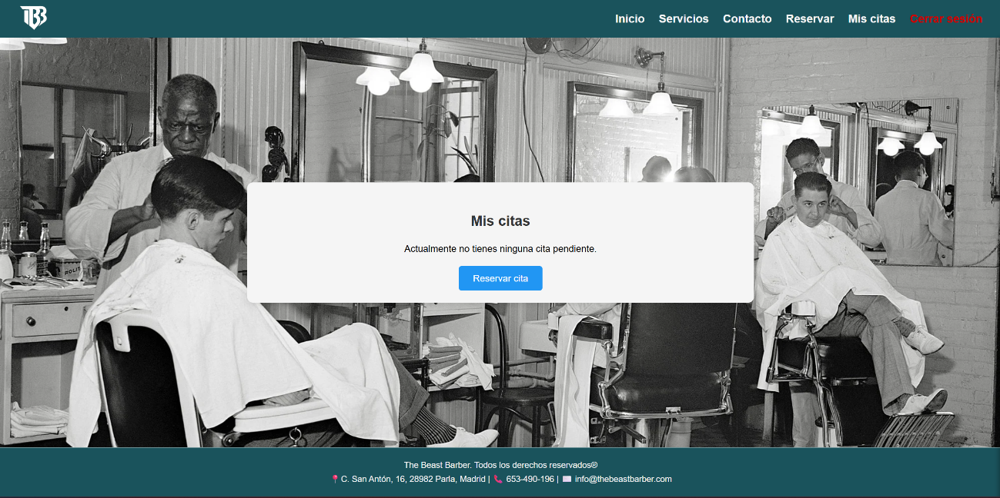 TBB
Inicio Servicios Contacto Reservar Mis citas Cerrar sesión
Mis citas
Actualmente no tienes ninguna cita pendiente.
Reservar cita
POLIT
The Beast Barber. Todos los derechos reservados®
C. San Antón, 16, 28982 Parla, Madrid | 653-490-196 | info@thebeastbarber.com